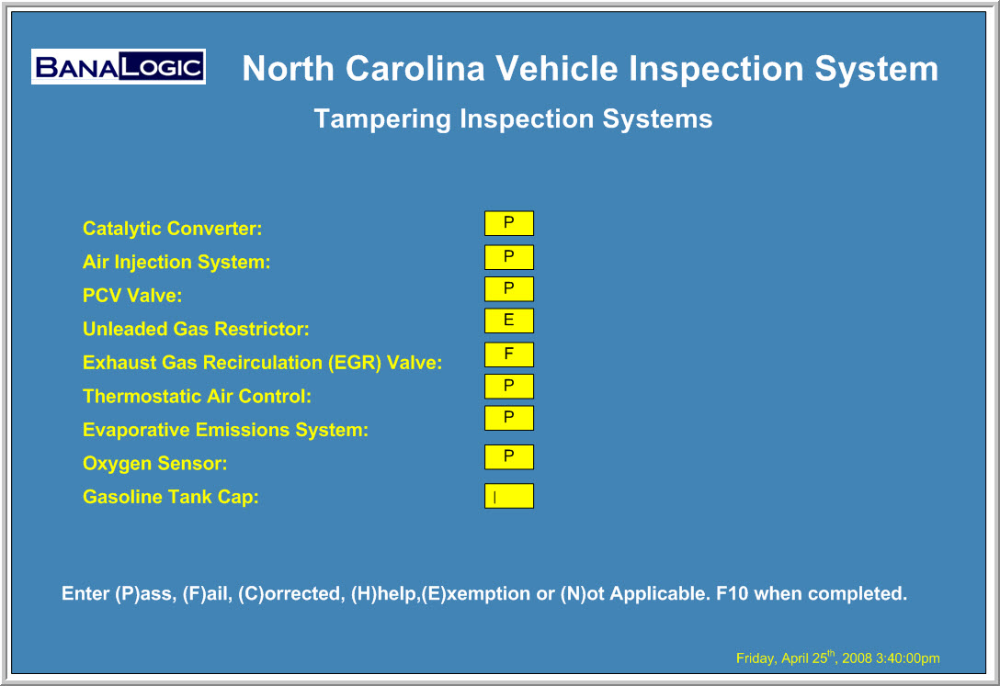 BANALOGIC
North Carolina Vehicle Inspection System
Tampering Inspection Systems
Catalytic Converter: P
Air Injection System: P
PCV Valve: P
Unleaded Gas Restrictor: E
Exhaust Gas Recirculation (EGR) Valve: F
Thermostatic Air Control: P
Evaporative Emissions System: P
Oxygen Sensor: P
Gasoline Tank Cap: |
Enter (P)ass, (F)ail, (C)orrected, (H)help,(E)xemption or (N)ot Applicable. F10 when completed.
Friday, April 25th, 2008 3:40:00pm